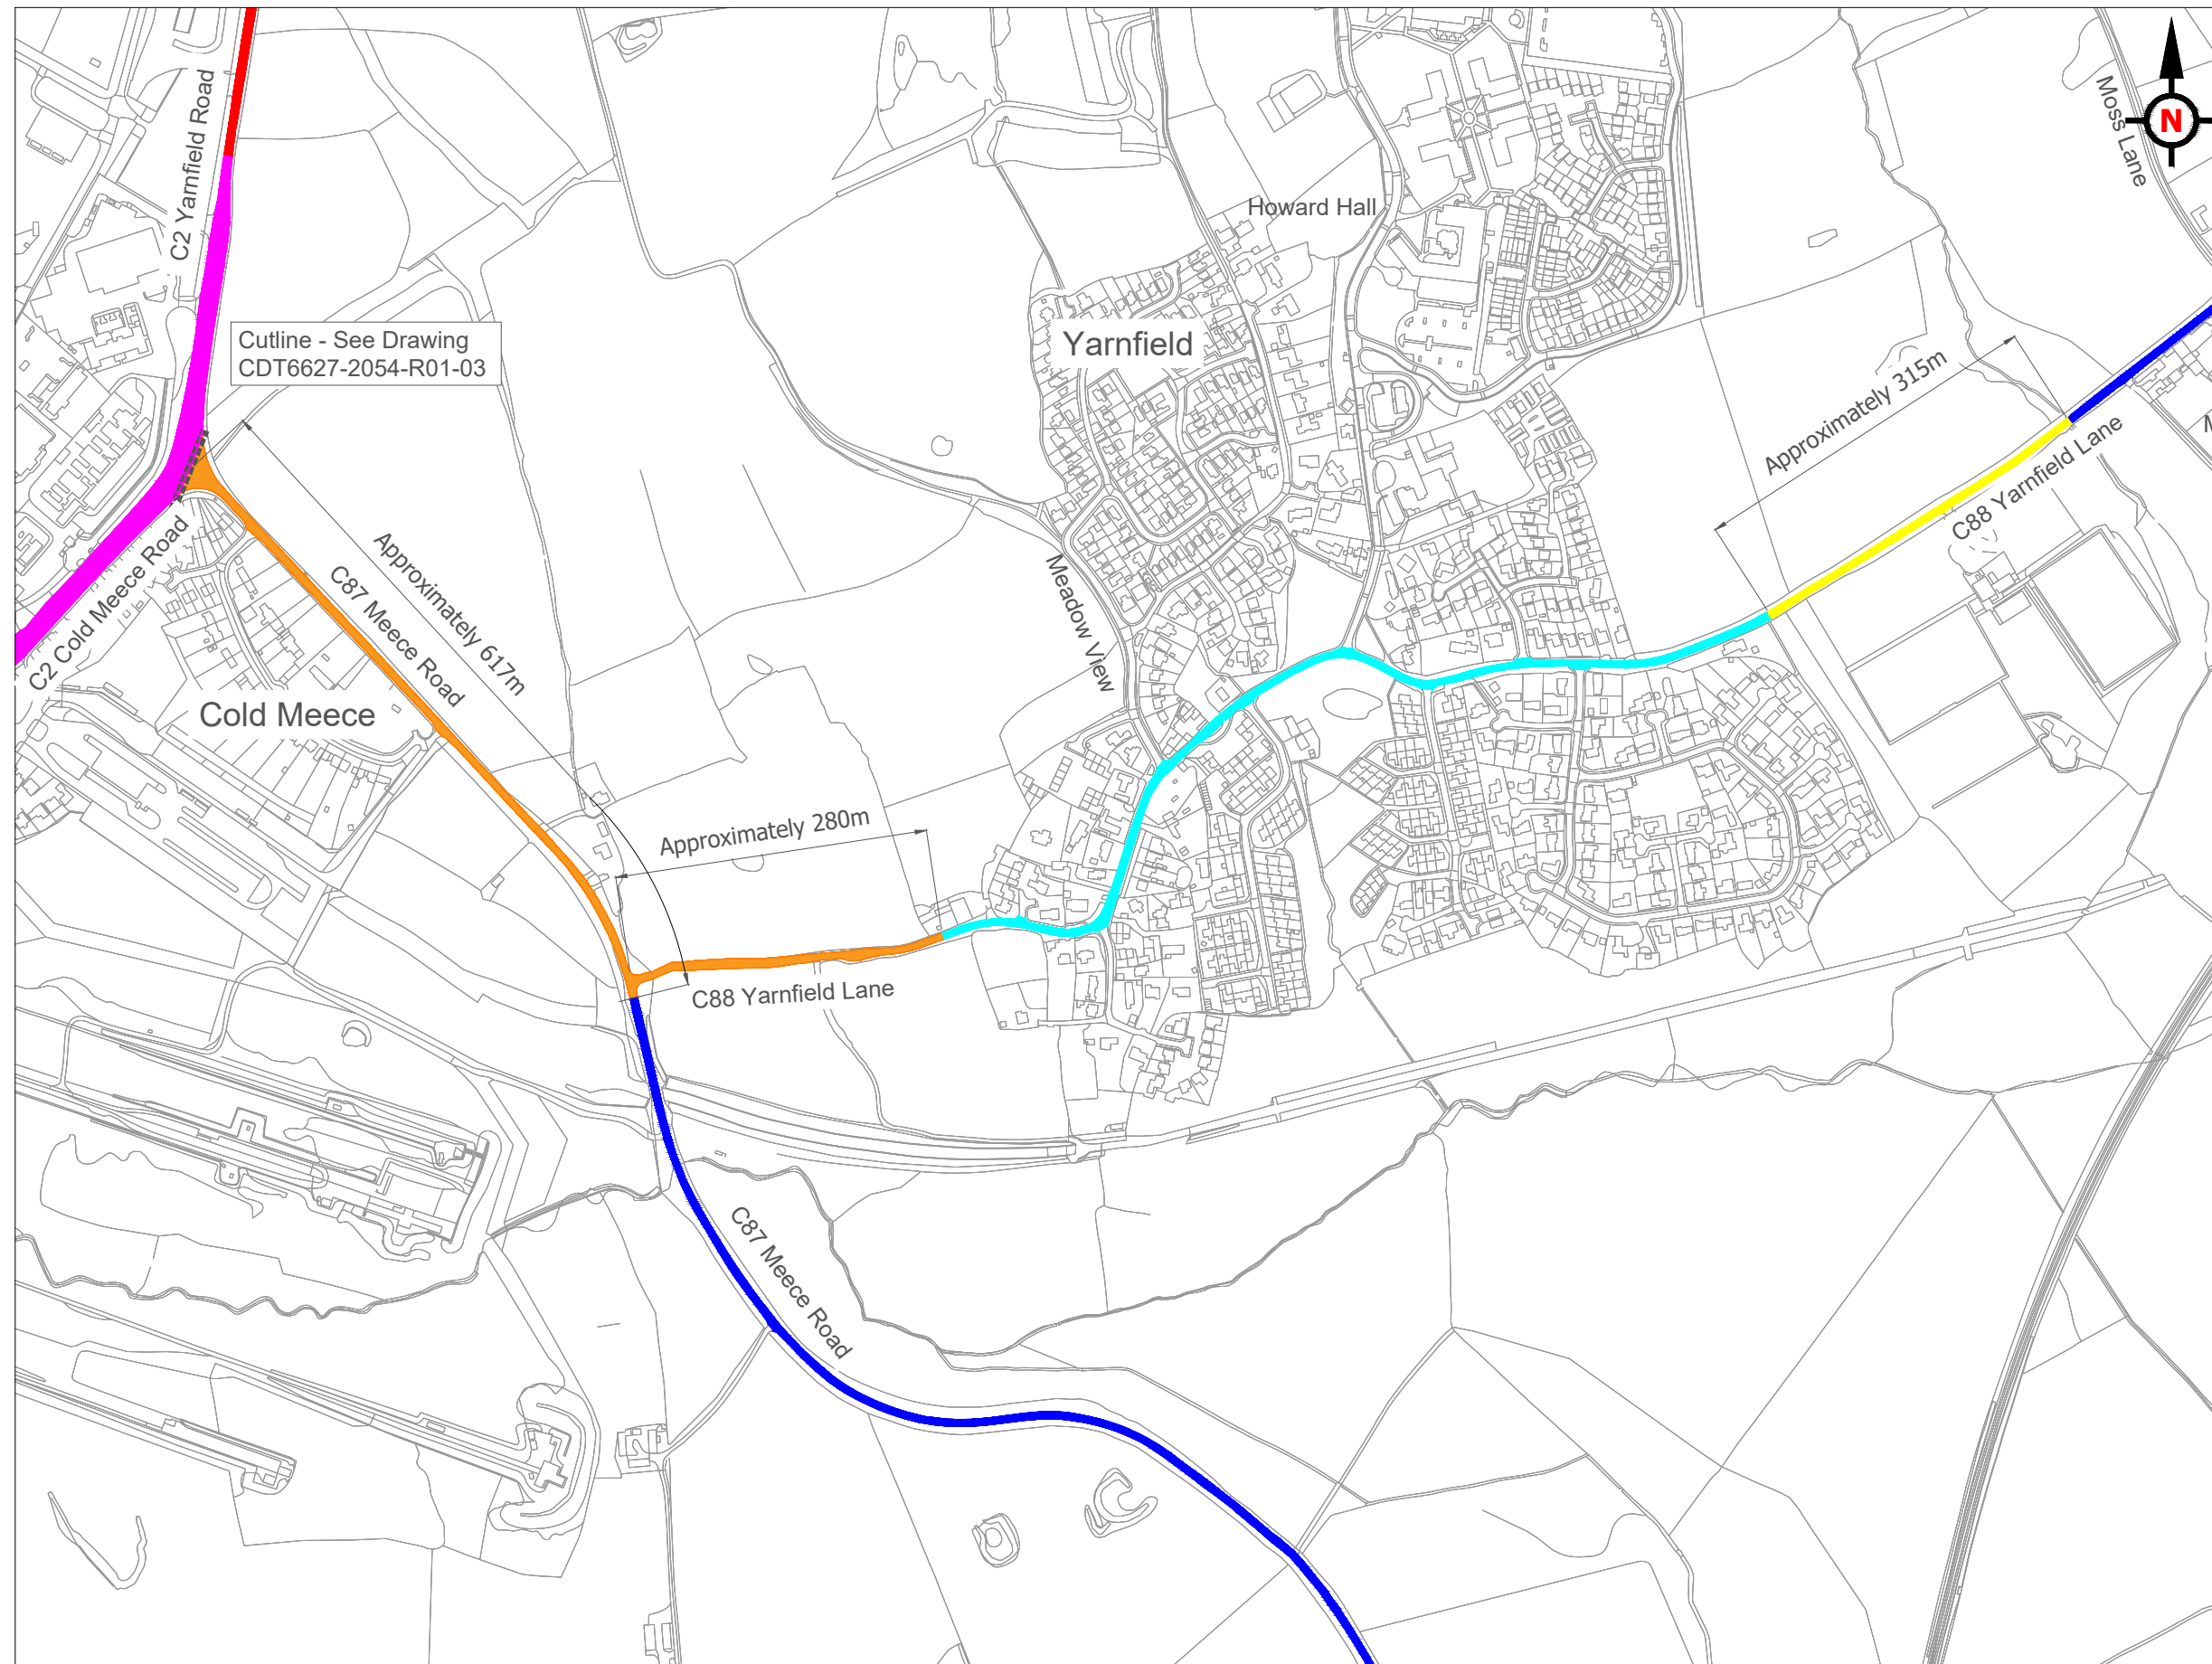 C2 Yarnfield Road
Moss Lane
N
Howard Hall
Cutline - See Drawing
CDT6627-2054-R01-03
Yarnfield
Approximately 315m
C88 Yarnfield Lane
C2 Cold Meece Road
Approximately 617m
C87 Meece Road
Meadow View
Cold Meece
Approximately 280m
C88 Yarnfield Lane
C87 Meece Road